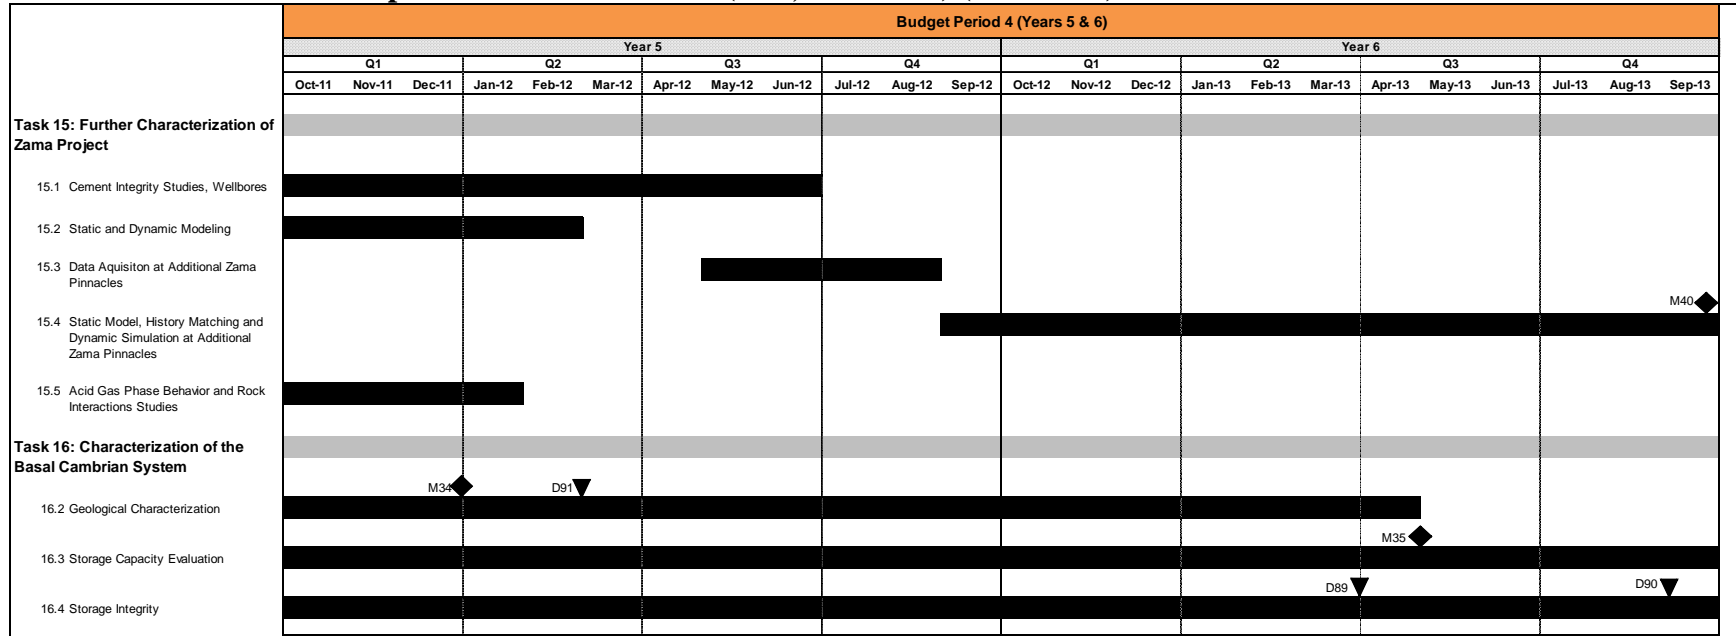 Budget Period 4 (Years 5 & 6)
Year 5 Year 6
Q1 Q2 Q3 Q4 Q1 Q2 Q3 Q4
Oct-11 Nov-11 Dec-11 Jan-12 Feb-12 Mar-12 Apr-12 May-12 Jun-12 Jul-12 Aug-12 Sep-12 Oct-12 Nov-12 Dec-12 Jan-13 Feb-13 Mar-13 Apr-13 May-13 Jun-13 Jul-13 Aug-13 Sep-13
Task 15: Further Characterization of
Zama Project
15.1 Cement Integrity Studies, Wellbores
15.2 Static and Dynamic Modeling
15.3 Data Aquisiton at Additional Zama
Pinnacles
M40
15.4 Static Model, History Matching and
Dynamic Simulation at Additional
Zama Pinnacles
15.5 Acid Gas Phase Behavior and Rock
Interactions Studies
Task 16: Characterization of the
Basal Cambrian System
M34 D91
16.2 Geological Characterization
M35
16.3 Storage Capacity Evaluation
D89 D90
16.4 Storage Integrity